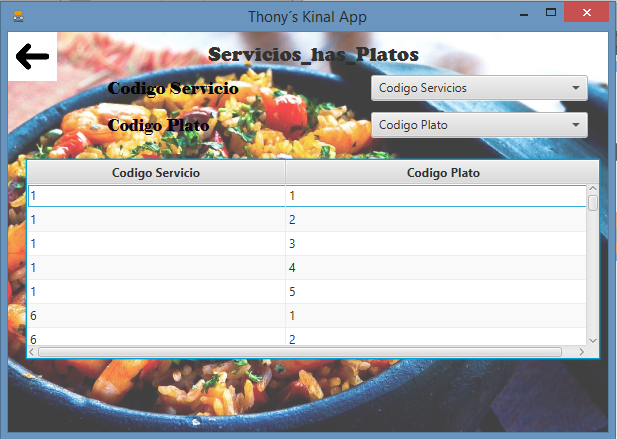 Thony´s Kinal App
Servicios_has_Platos
Codigo Servicio Codigo Servicios
Codigo Plato Codigo Plato
Codigo Servicio Codigo Plato
1 1
1 2
1 3
1 4
1 5
6 1
6 2